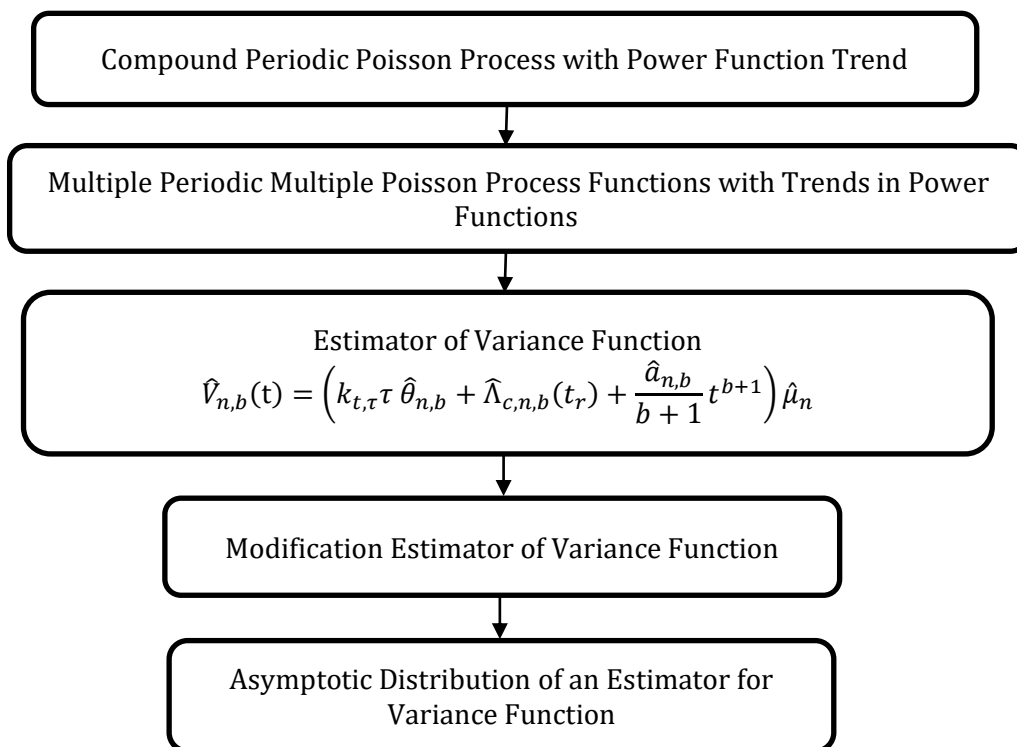 Compound Periodic Poisson Process with Power Function Trend
Multiple Periodic Multiple Poisson Process Functions with Trends in Power
Functions
Estimator of Variance Function
V̂ₙ,b(t) = (k_{t,τ}τ θ̂_{n,b} + Λ̂_{c,n,b}(t_r) + â_{n,b}/(b + 1) t^{b+1}) μ̂_n
Modification Estimator of Variance Function
Asymptotic Distribution of an Estimator for
Variance Function